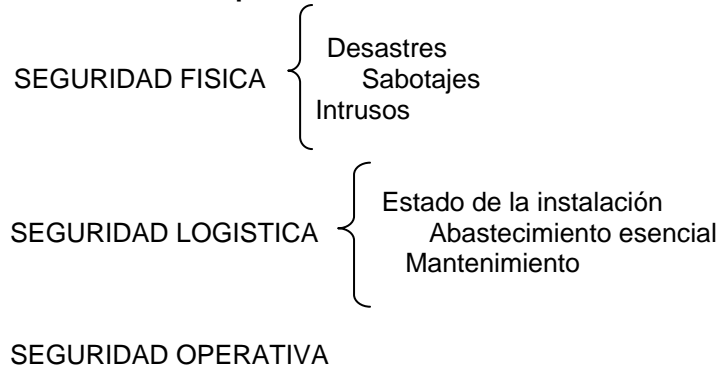 Desastres
SEGURIDAD FISICA
Sabotajes
Intrusos
Estado de la instalación
SEGURIDAD LOGISTICA
Abastecimiento esencial
Mantenimiento
SEGURIDAD OPERATIVA